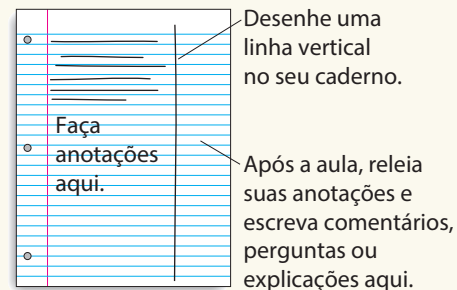 Desenhe uma
linha vertical
no seu caderno.
Faça
anotações
aqui.
Após a aula, releia
suas anotações e
escreva comentários,
perguntas ou
explicações aqui.